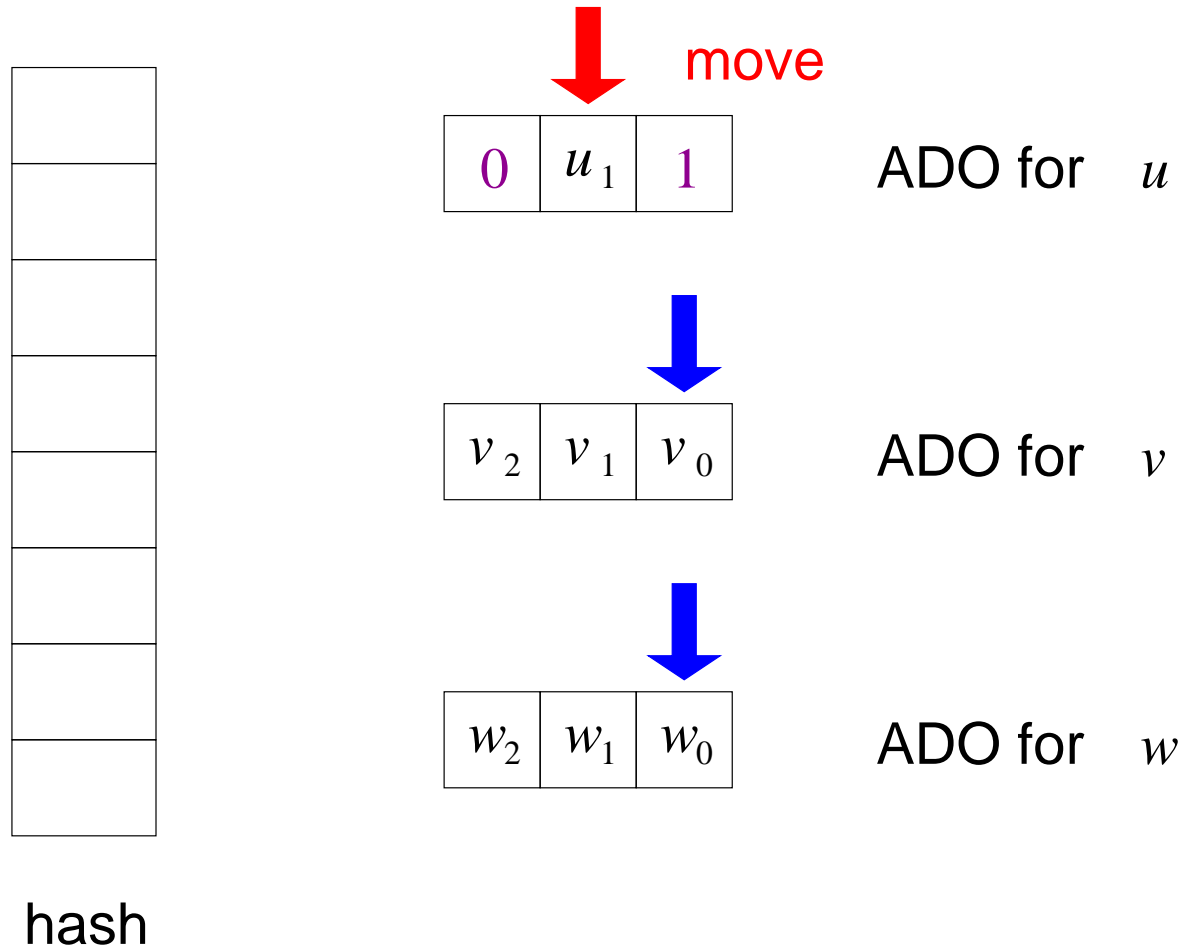 move
0 u₁ 1 ADO for u
v₂ v₁ v₀ ADO for v
w₂ w₁ w₀ ADO for w
hash